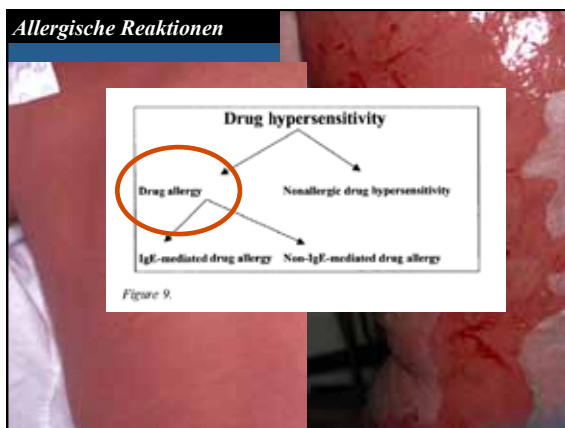 Allergische Reaktionen
Drug hypersensitivity
Drug allergy Nonallergic drug hypersensitivity
IgE-mediated drug allergy Non-IgE-mediated drug allergy
Figure 9.